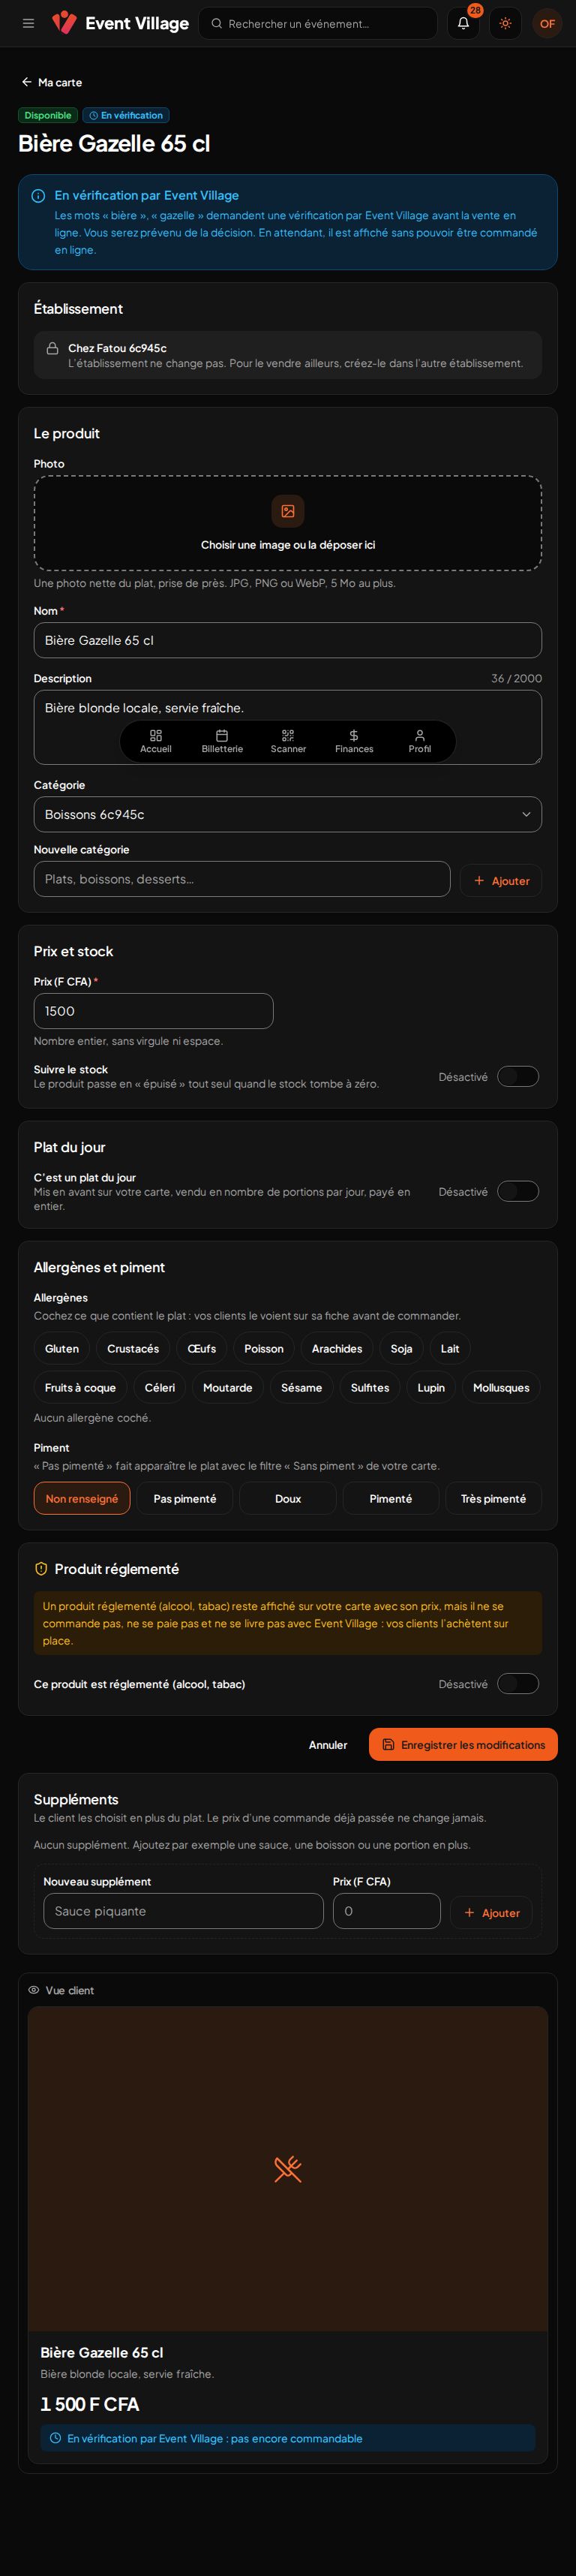 Event Village
Rechercher un événement...
28
OF
Ma carte
Disponible
En vérification
Bière Gazelle 65 cl
En vérification par Event Village
Les mots « bière », « gazelle » demandent une vérification par Event Village avant la vente en
ligne. Vous serez prévenu de la décision. En attendant, il est affiché sans pouvoir être commandé
en ligne.
Établissement
Chez Fatou 6c945c
L'établissement ne change pas. Pour le vendre ailleurs, créez-le dans l'autre établissement.
Le produit
Photo
Choisir une image ou la déposer ici
Une photo nette du plat, prise de près. JPG, PNG ou WebP, 5 Mo au plus.
Nom *
Bière Gazelle 65 cl
Description
36 / 2000
Bière blonde locale, servie fraîche.
Accueil
Billetterie
Scanner
Finances
Profil
Catégorie
Boissons 6c945c
Nouvelle catégorie
Plats, boissons, desserts...
Ajouter
Prix et stock
Prix (F CFA) *
1500
Nombre entier, sans virgule ni espace.
Suivre le stock
Le produit passe en « épuisé » tout seul quand le stock tombe à zéro.
Désactivé
Plat du jour
C'est un plat du jour
Mis en avant sur votre carte, vendu en nombre de portions par jour, payé en
entier.
Désactivé
Allergènes et piment
Allergènes
Cochez ce que contient le plat : vos clients le voient sur sa fiche avant de commander.
Gluten
Crustacés
Œufs
Poisson
Arachides
Soja
Lait
Fruits à coque
Céleri
Moutarde
Sésame
Sulfites
Lupin
Mollusques
Aucun allergène coché.
Piment
« Pas pimenté » fait apparaître le plat avec le filtre « Sans piment » de votre carte.
Non renseigné
Pas pimenté
Doux
Pimenté
Très pimenté
Produit réglementé
Un produit réglementé (alcool, tabac) reste affiché sur votre carte avec son prix, mais il ne se
commande pas, ne se paie pas et ne se livre pas avec Event Village : vos clients l'achètent sur
place.
Ce produit est réglementé (alcool, tabac)
Désactivé
Annuler
Enregistrer les modifications
Suppléments
Le client les choisit en plus du plat. Le prix d'une commande déjà passée ne change jamais.
Aucun supplément. Ajoutez par exemple une sauce, une boisson ou une portion en plus.
Nouveau supplément
Prix (F CFA)
Sauce piquante
0
Ajouter
Vue client
Bière Gazelle 65 cl
Bière blonde locale, servie fraîche.
1 500 F CFA
En vérification par Event Village : pas encore commandable